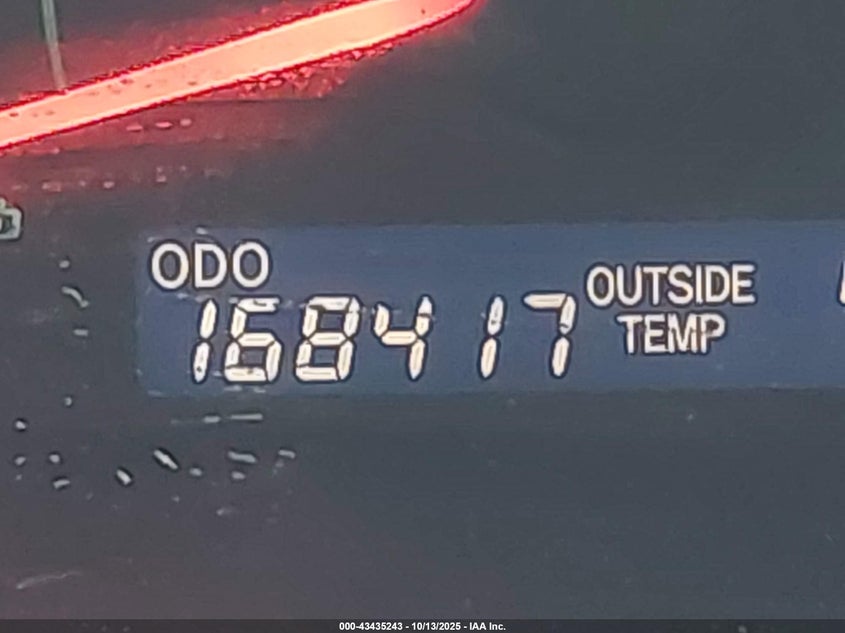 ODO
168417
OUTSIDE
TEMP
000-43435243 - 10/13/2025 - IAA Inc.